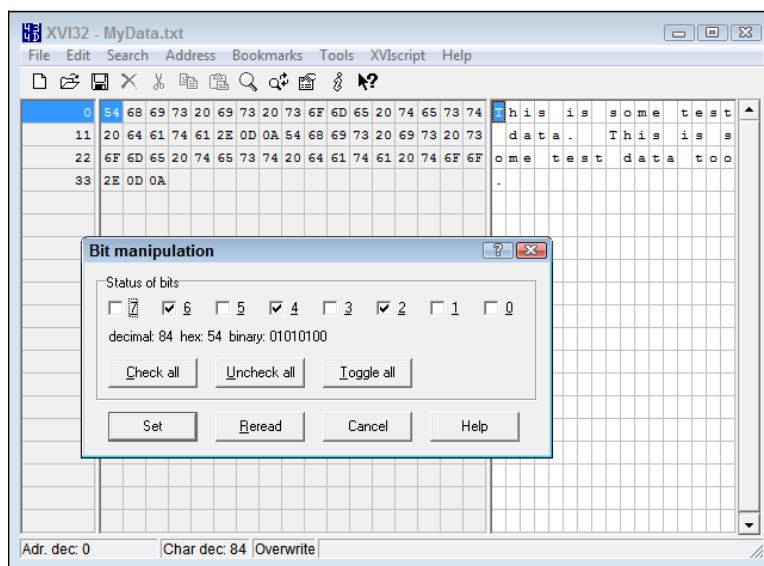 XVI32 - MyData.txt
File Edit Search Address Bookmarks Tools XVIscript Help
0 54 68 69 73 20 69 73 20 73 6F 6D 65 20 74 65 73 74 This is some test
11 20 64 61 74 61 2E 0D 0A 54 68 69 73 20 69 73 20 73 data. This is s
22 6F 6D 65 20 74 65 73 74 20 64 61 74 61 20 74 6F 6F ome test data too
33 2E 0D 0A .
Bit manipulation
Status of bits
7 6 5 4 3 2 1 0
decimal: 84 hex: 54 binary: 01010100
Check all Uncheck all Toggle all
Set Reread Cancel Help
Adr. dec: 0 Char dec: 84 Overwrite